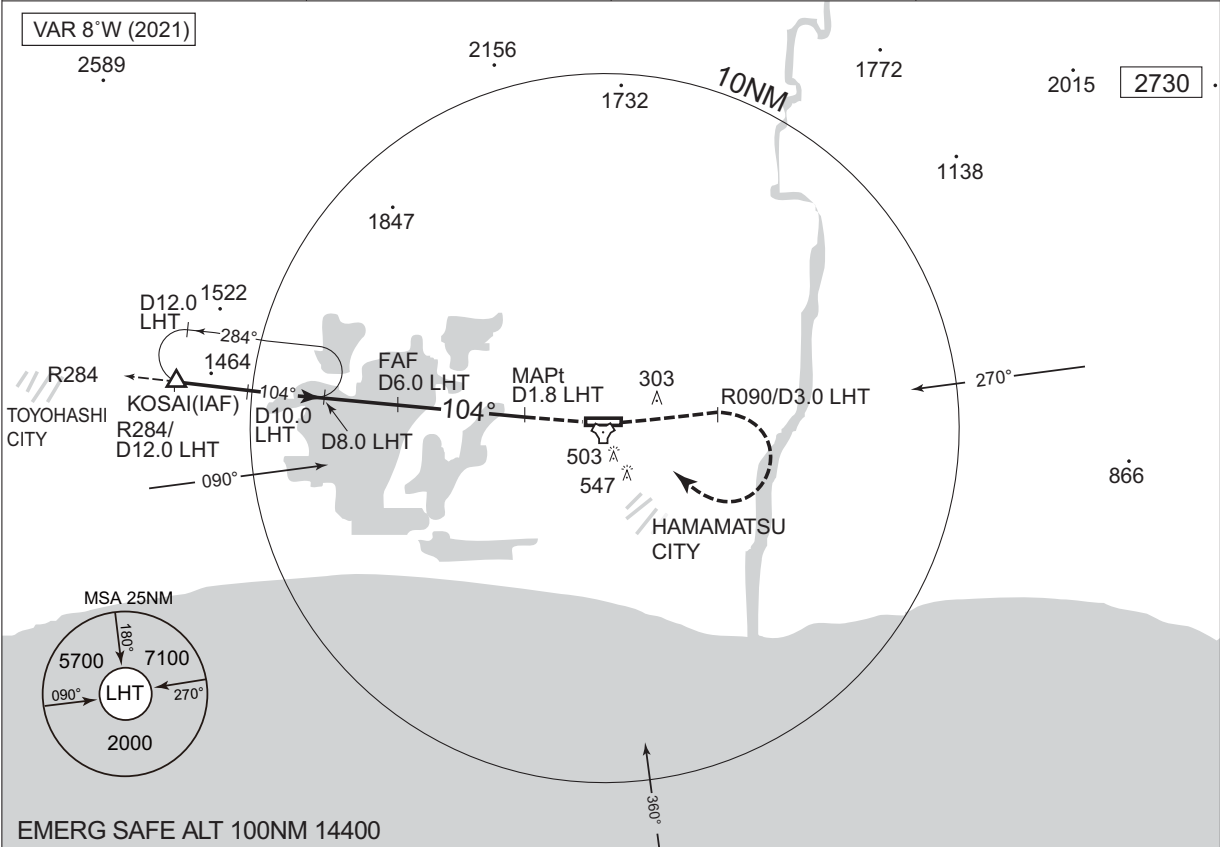 VAR 8˚W (2021)
2589
2156
1732
10NM
1772
2015
2730
1138
1847
D12.0
LHT
1522
284°
1464
R284
KOSAI(IAF)
104°
R284/
D12.0 LHT
D10.0
LHT
D8.0 LHT
FAF
D6.0 LHT
104°
MAPt
D1.8 LHT
303
R090/D3.0 LHT
270°
TOYOHASHI
CITY
090°
503
547
866
HAMAMATSU
CITY
MSA 25NM
180°
5700
7100
090°
LHT
270°
2000
360°
EMERG SAFE ALT 100NM 14400